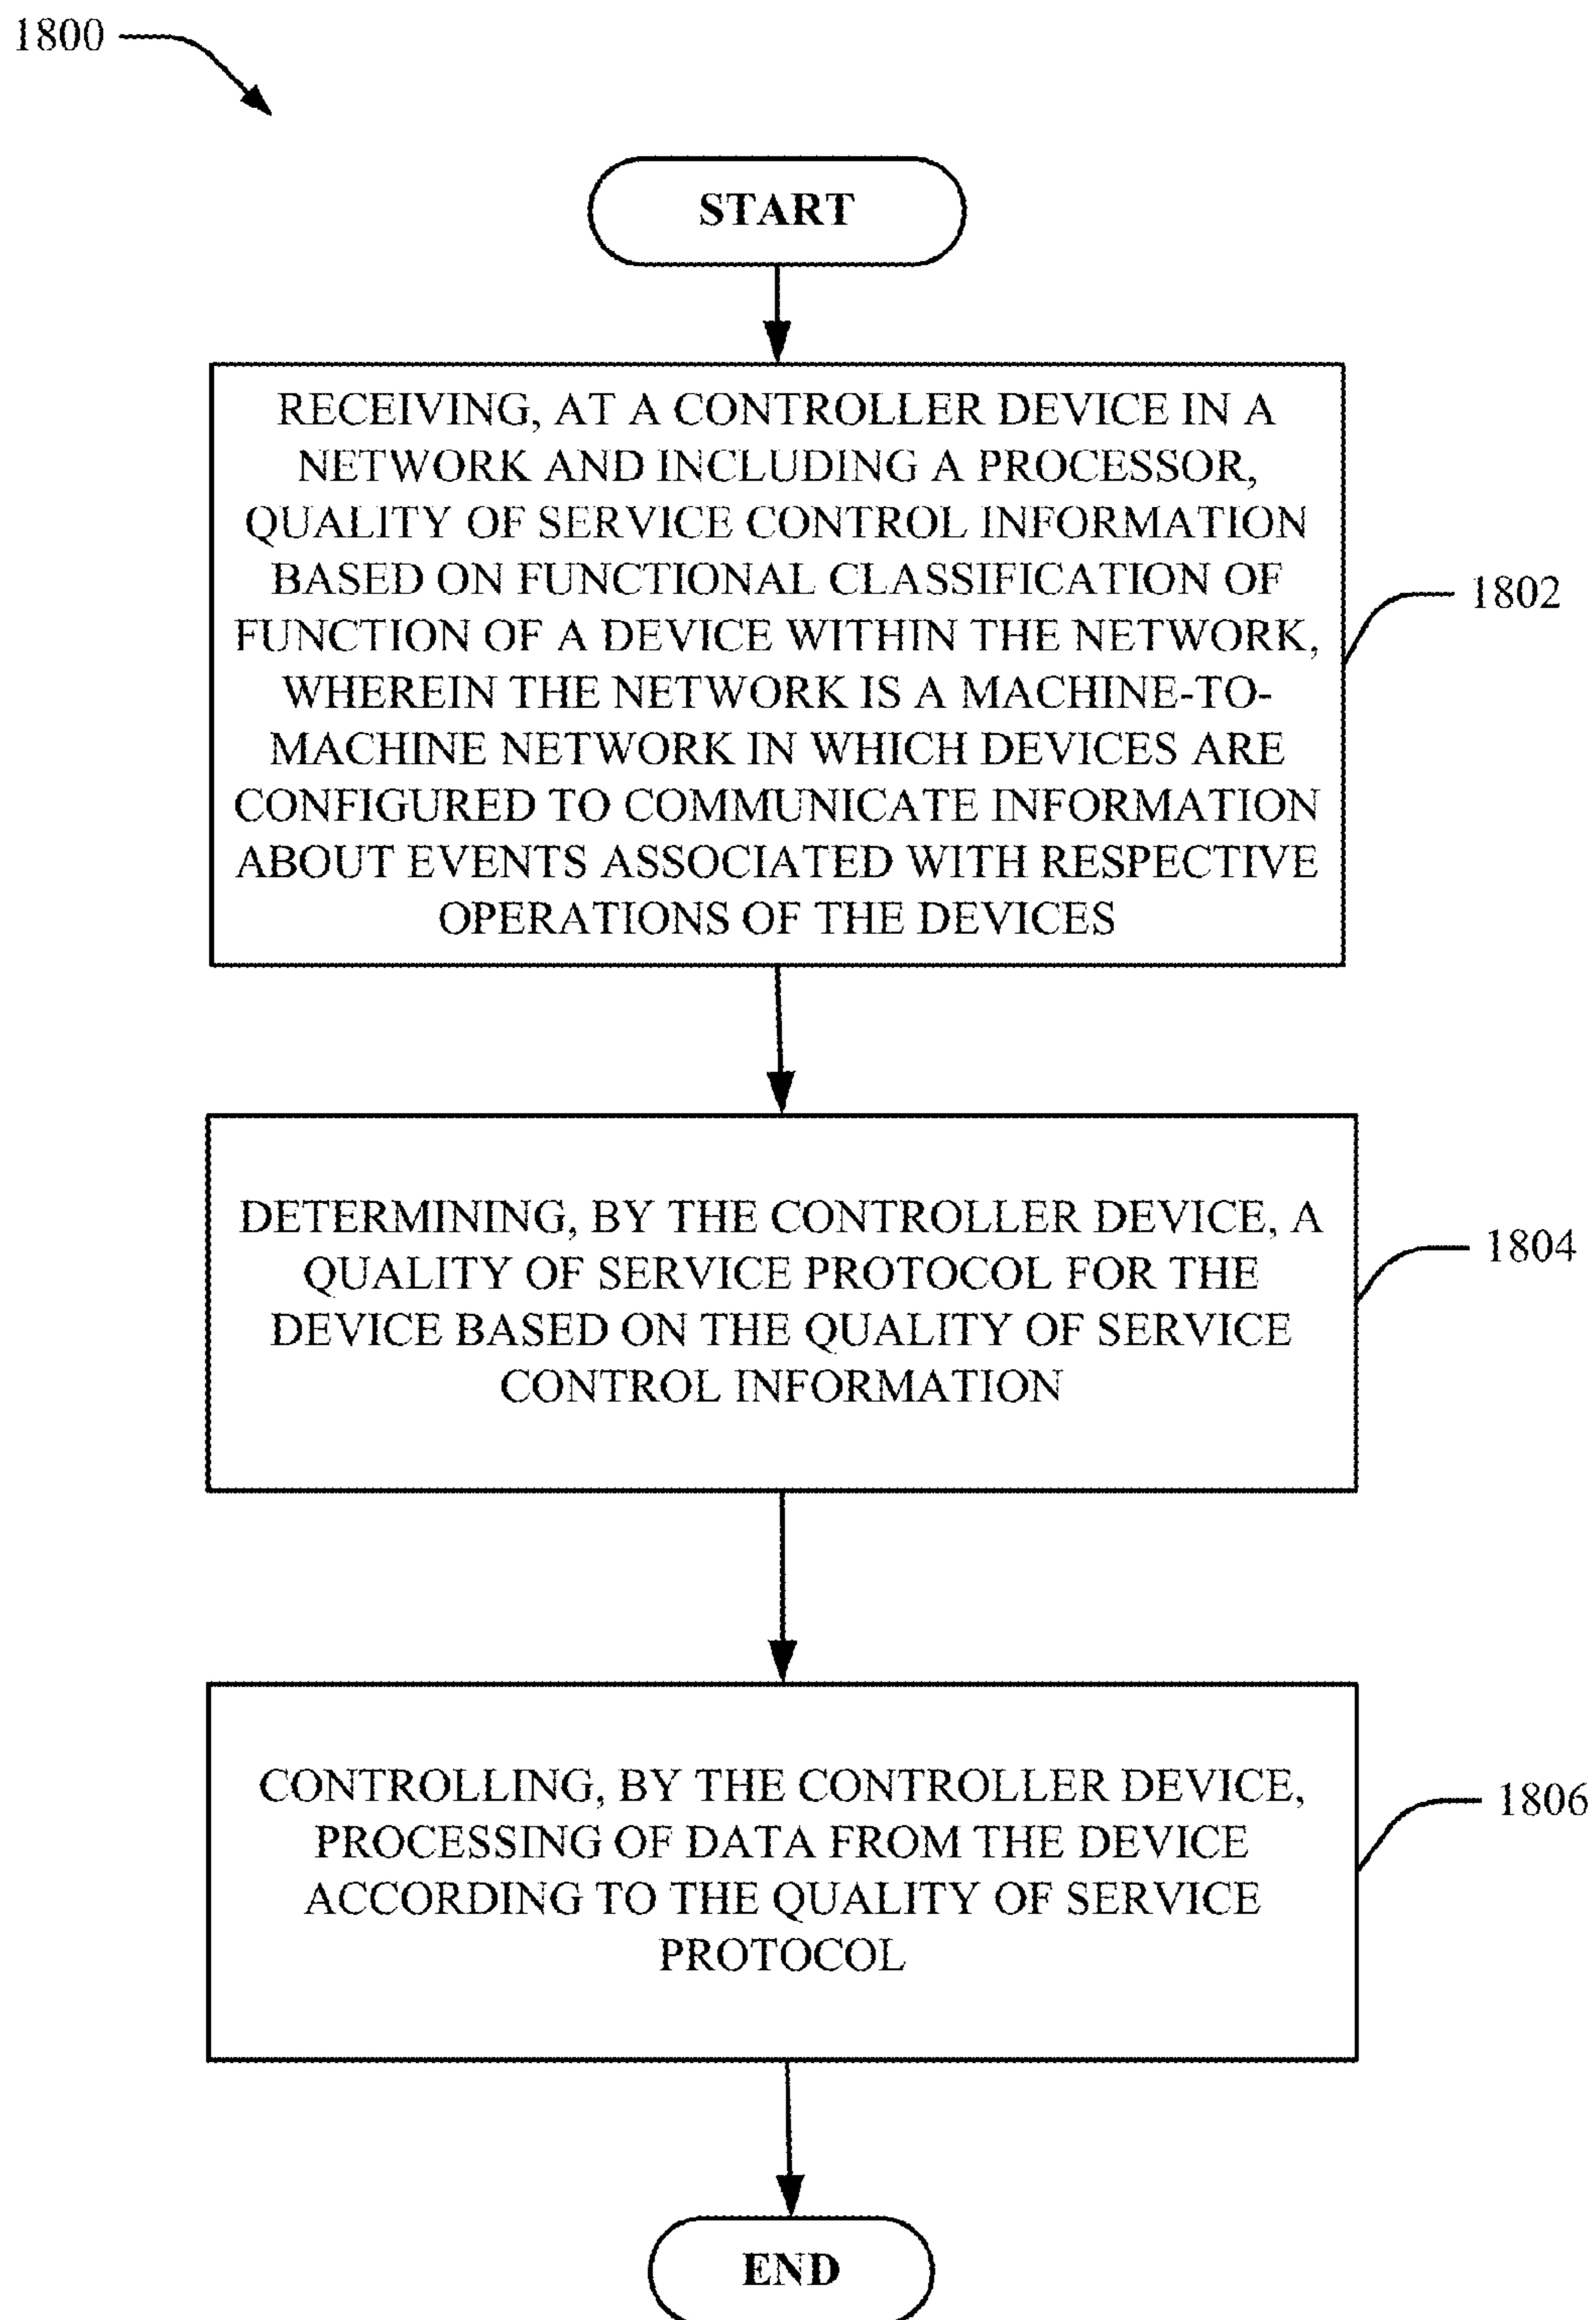 1800
START
RECEIVING, AT A CONTROLLER DEVICE IN A
NETWORK AND INCLUDING A PROCESSOR,
QUALITY OF SERVICE CONTROL INFORMATION
BASED ON FUNCTIONAL CLASSIFICATION OF
FUNCTION OF A DEVICE WITHIN THE NETWORK,
WHEREIN THE NETWORK IS A MACHINE-TO-
MACHINE NETWORK IN WHICH DEVICES ARE
CONFIGURED TO COMMUNICATE INFORMATION
ABOUT EVENTS ASSOCIATED WITH RESPECTIVE
OPERATIONS OF THE DEVICES
1802
DETERMINING, BY THE CONTROLLER DEVICE, A
QUALITY OF SERVICE PROTOCOL FOR THE
DEVICE BASED ON THE QUALITY OF SERVICE
CONTROL INFORMATION
1804
CONTROLLING, BY THE CONTROLLER DEVICE,
PROCESSING OF DATA FROM THE DEVICE
ACCORDING TO THE QUALITY OF SERVICE
PROTOCOL
1806
END